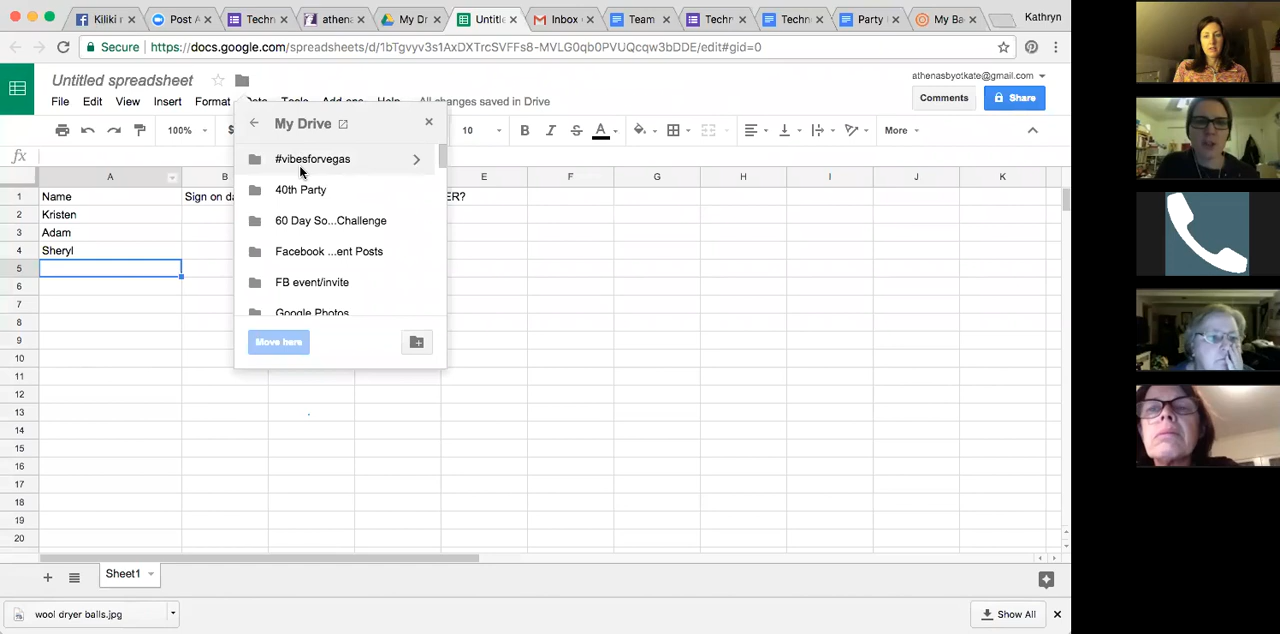 Kiliki r
Post A
Techn
athena
My Dr
Untitle
Inbox
Team
Techn
Techn
Party
My Ba
Kathryn
Secure https://docs.google.com/spreadsheets/d/1bTgvyv3s1AxDXTrcSVFFs8-MVLG0qb0PVUQcqw3bDDE/edit#gid=0
Untitled spreadsheet
athenasbyotkate@gmail.com
File Edit View Insert Format Data Tools Add-ons Help All changes saved in Drive
Comments
Share
100% $ 10 B I S A More
fx
My Drive
#vibesforvegas
40th Party
60 Day So...Challenge
Facebook ...ent Posts
FB event/invite
Google Photos
Move here
A B E F G H I J K
1 Name Sign on da ER?
2 Kristen
3 Adam
4 Sheryl
5
6
7
8
9
10
11
12
13
14
15
16
17
18
19
20
Sheet1
wool dryer balls.jpg
Show All